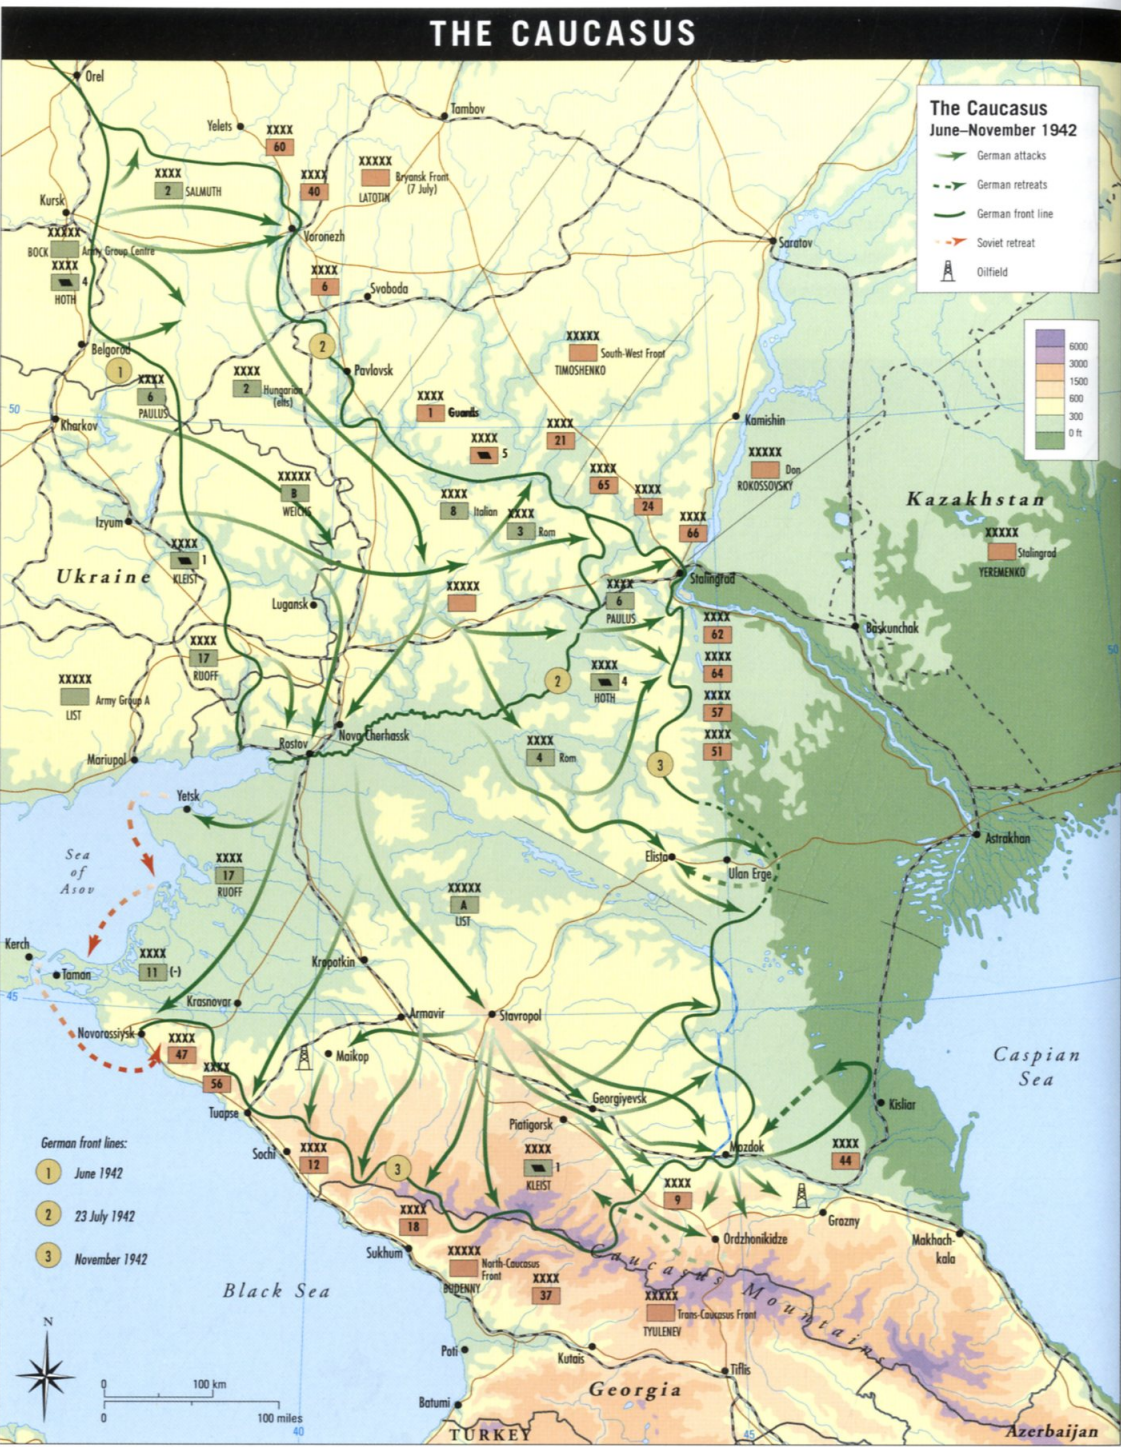 THE CAUCASUS
The Caucasus
June–November 1942
German attacks
German retreats
German front line
Soviet retreat
Oilfield
6000
3000
1500
600
300
0 ft
Orel
Tambov
Yelets
XXXX
60
XXXX
2 SALMUTH
XXXX
40
XXXXX
Bryansk Front
(7 July)
LATOTIN
Kursk
XXXXX
BOCK Army Group Centre
XXXX
4
HOTH
Voronezh
Saratov
XXXX
6
Svoboda
Belgorod
1
2
Pavlovsk
XXXXX
South-West Front
TIMOSHENKO
XXXX
6
PAULUS
XXXX
2 Hungarian
(elts)
XXXX
1 Guards
50
Kharkov
Kamishin
XXXX
21
XXXX
5
XXXXX
Don
ROKOSSOVSKY
XXXX
65
XXXXX
B
WEICHS
XXXX
24
Kazakhstan
XXXX
8 Italian
XXXX
3 Rom
XXXX
66
Izyum
XXXXX
Stalingrad
YEREMENKO
XXXX
1
KLEIST
Ukraine
Stalingrad
Lugansk
XXXXX
XXXX
6
PAULUS
Baskunchak
XXXX
62
XXXX
17
RUOFF
XXXX
64
50
XXXXX
Army Group A
LIST
2
XXXX
4
HOTH
XXXX
57
XXXX
51
Nova Cherhassk
Rostov
XXXX
4 Rom
Mariupol
3
Yetsk
Astrakhan
Sea
of
Asov
Elista
Ulan Erge
XXXX
17
RUOFF
XXXXX
A
LIST
Kerch
Taman
XXXX
11 (-)
Kropotkin
45
Krasnovar
Armavir
Stavropol
Novorossiysk
XXXX
47
Maikop
Caspian
Sea
XXXX
56
Tuapse
Georgiyevsk
Kisliar
Piatigorsk
German front lines:
1 June 1942
2 23 July 1942
3 November 1942
Sochi
XXXX
12
3
XXXX
1
KLEIST
Mozdok
XXXX
44
XXXX
9
Grozny
XXXX
18
Ordzhonikidze
Makhach-
kala
Sukhum
XXXXX
North-Caucasus
Front
BUDENNY
Caucasus Mountains
Black Sea
XXXX
37
XXXXX
Trans-Caucasus Front
TYULENEV
N
Poti
Kutais
Tiflis
0 100 km
0 100 miles
Georgia
Batumi
40
TURKEY
45
Azerbaijan